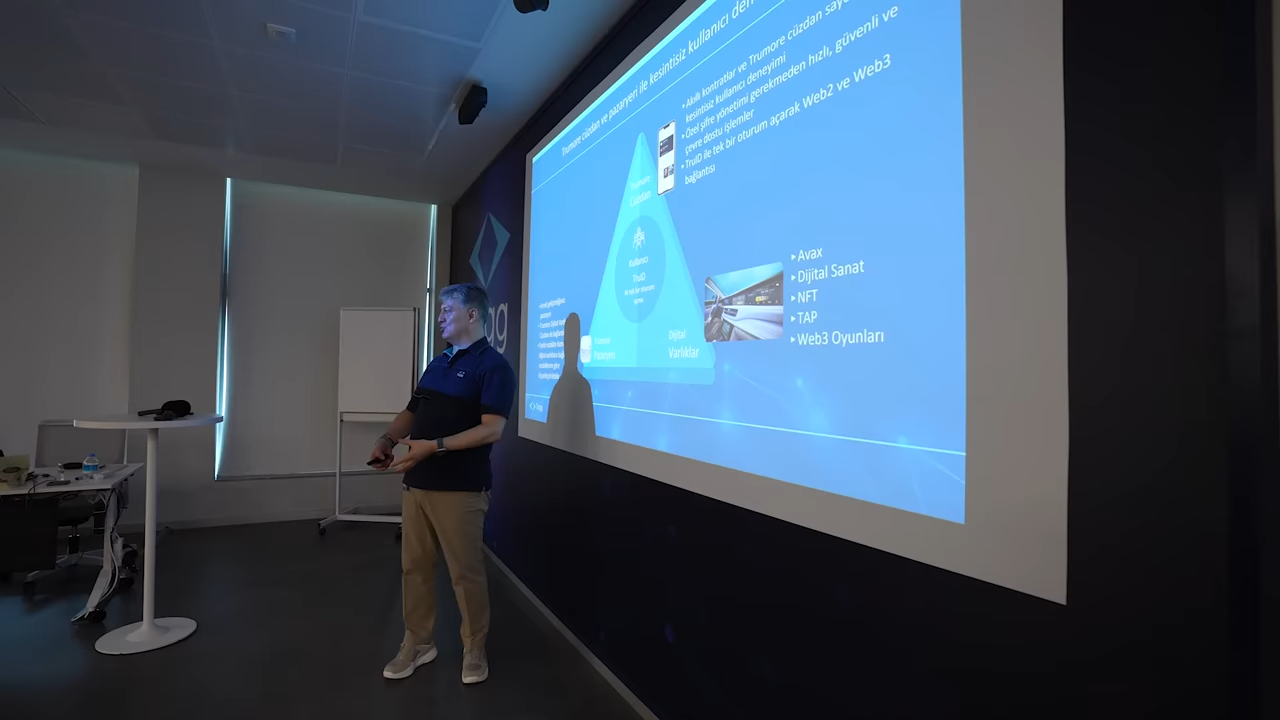 Trumore cüzdan ve pazaryeri ile kesintisiz kullanıcı
▸Akıllı kontratlar ve Trumore cüzdan
kesintisiz kullanıcı deneyimi
▸Özel şifre yönetimi gerekmeden hızlı, güvenli ve
çevre dostu işlemler
▸TruID ile tek bir oturum açarak Web2 ve Web3
bağlantısı
Trumore
Cüzdan
Kullanıcı
TruID
Pazaryeri
Dijital
Varlıklar
▸Avax
▸Dijital Sanat
▸NFT
▸TAP
▸Web3 Oyunları